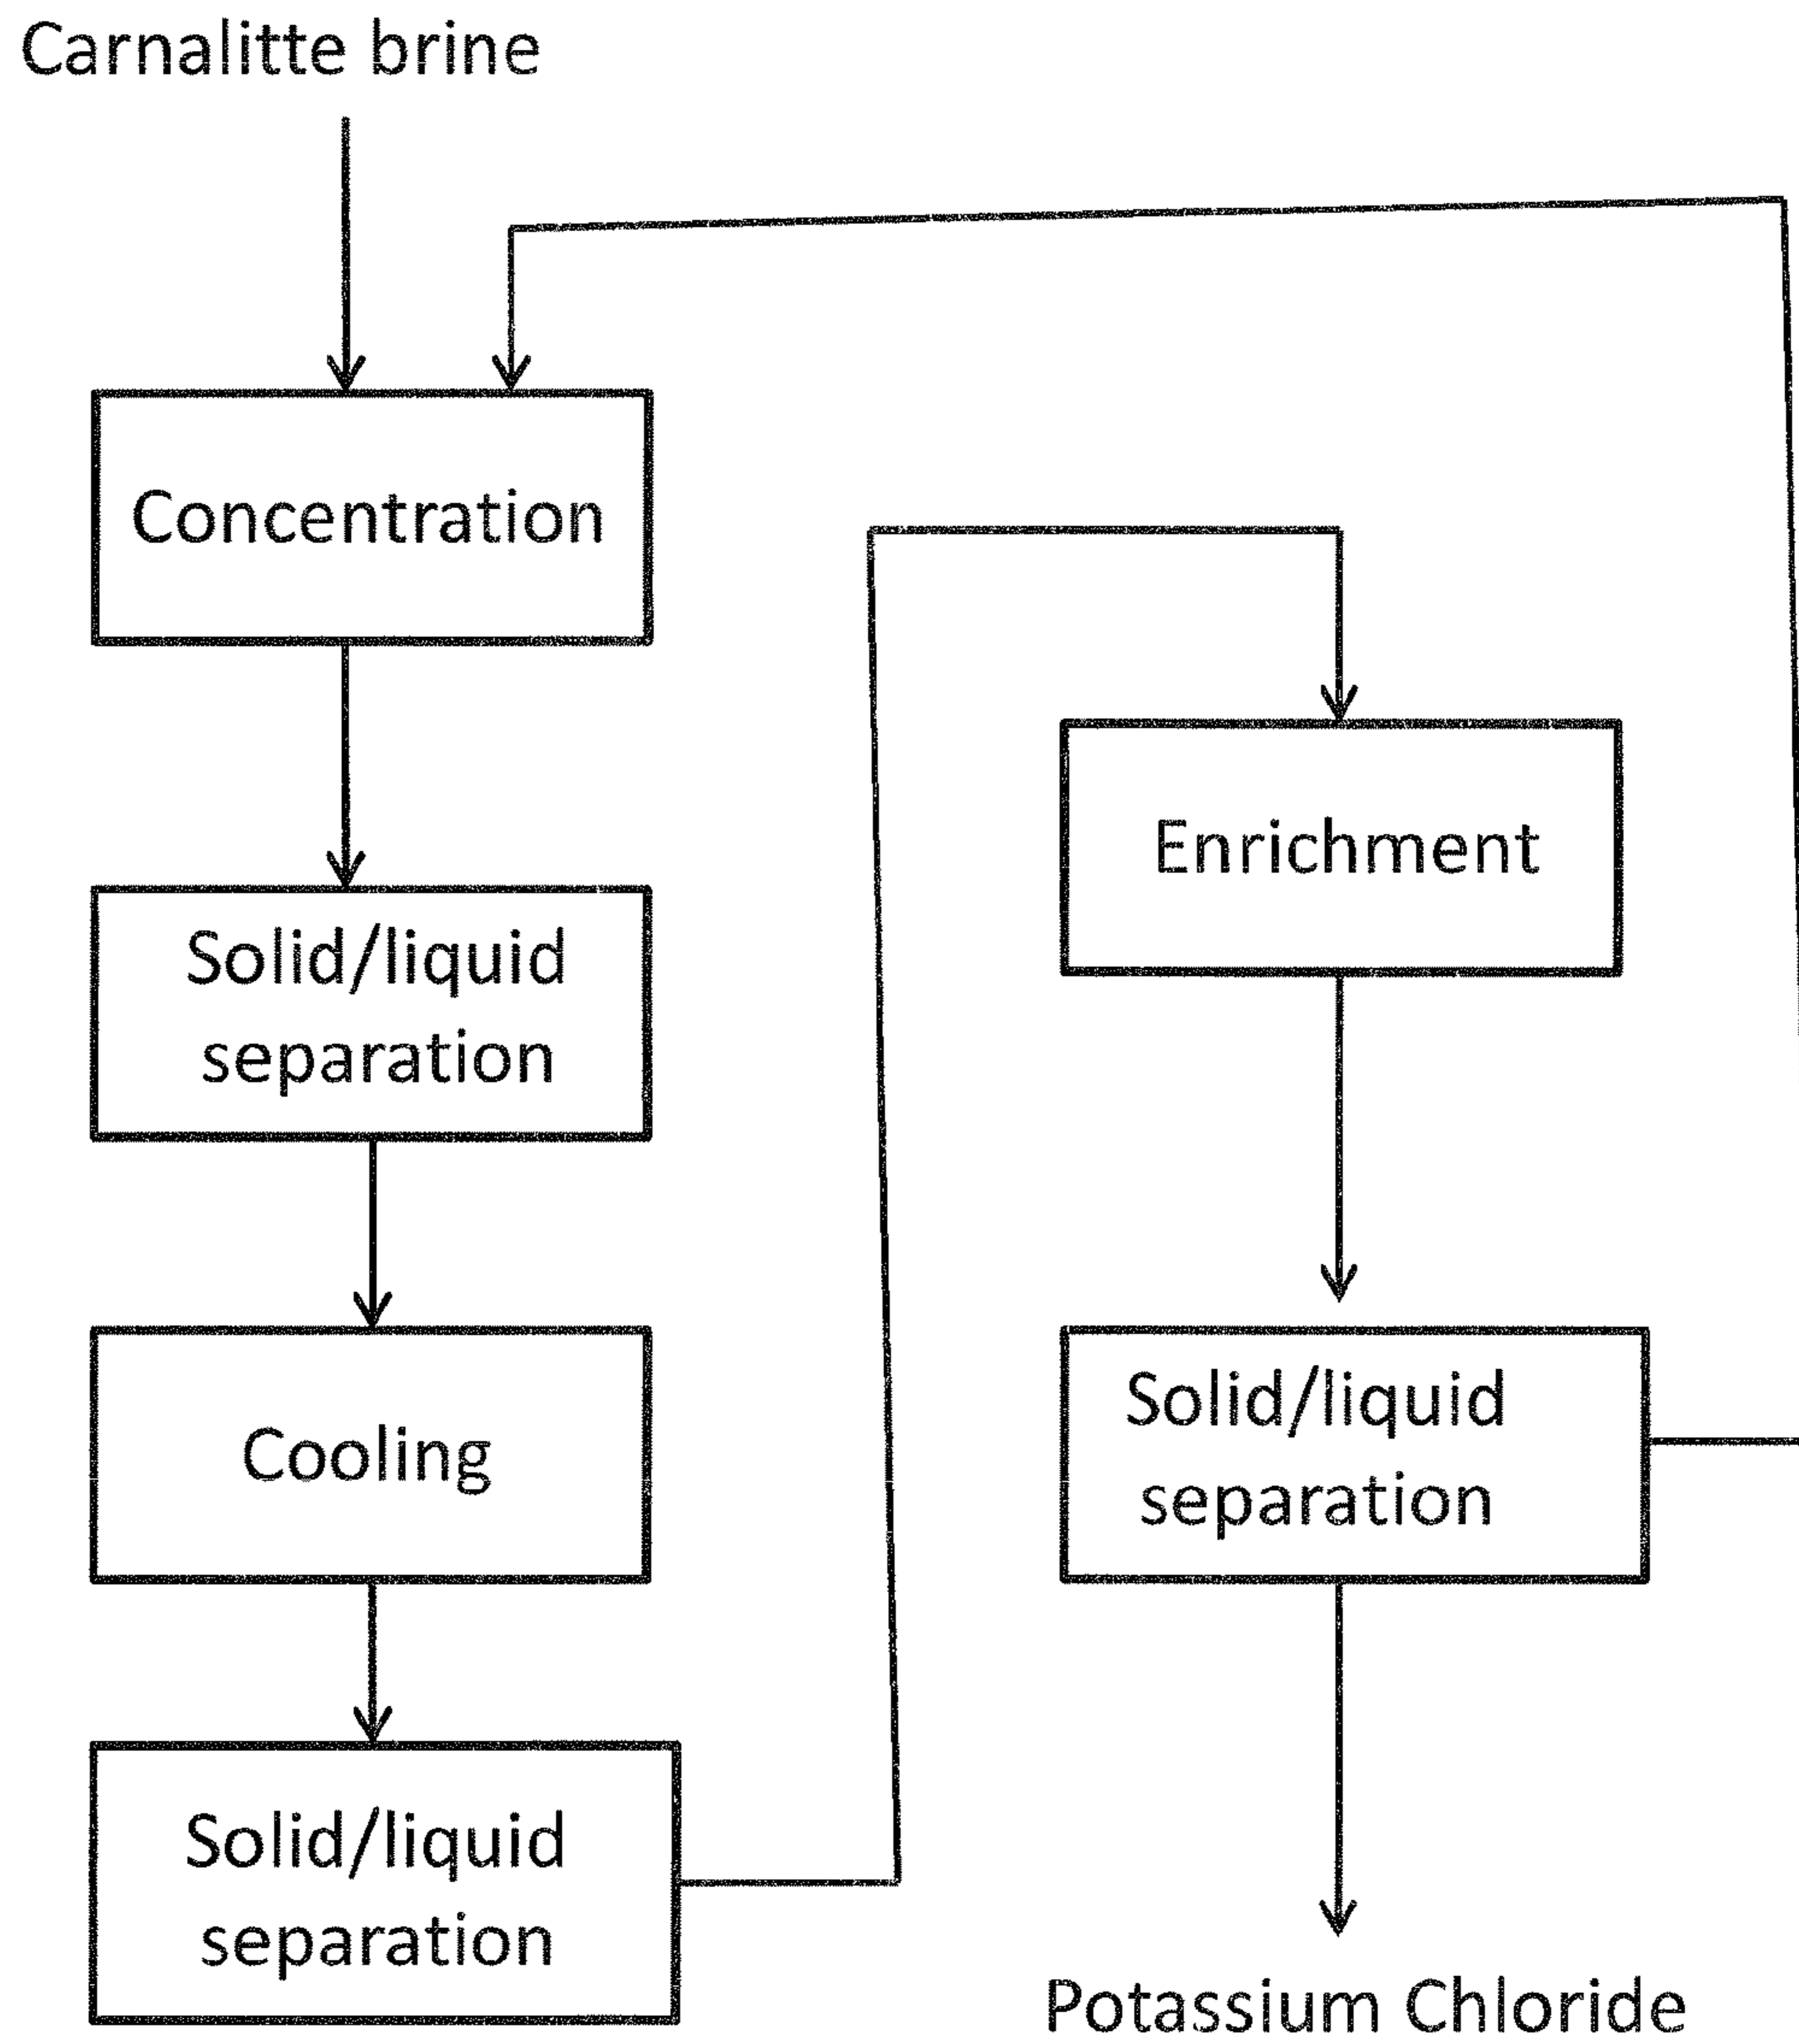 Carnalitte brine
Concentration
Solid/liquid
separation
Cooling
Solid/liquid
separation
Enrichment
Solid/liquid
separation
Potassium Chloride